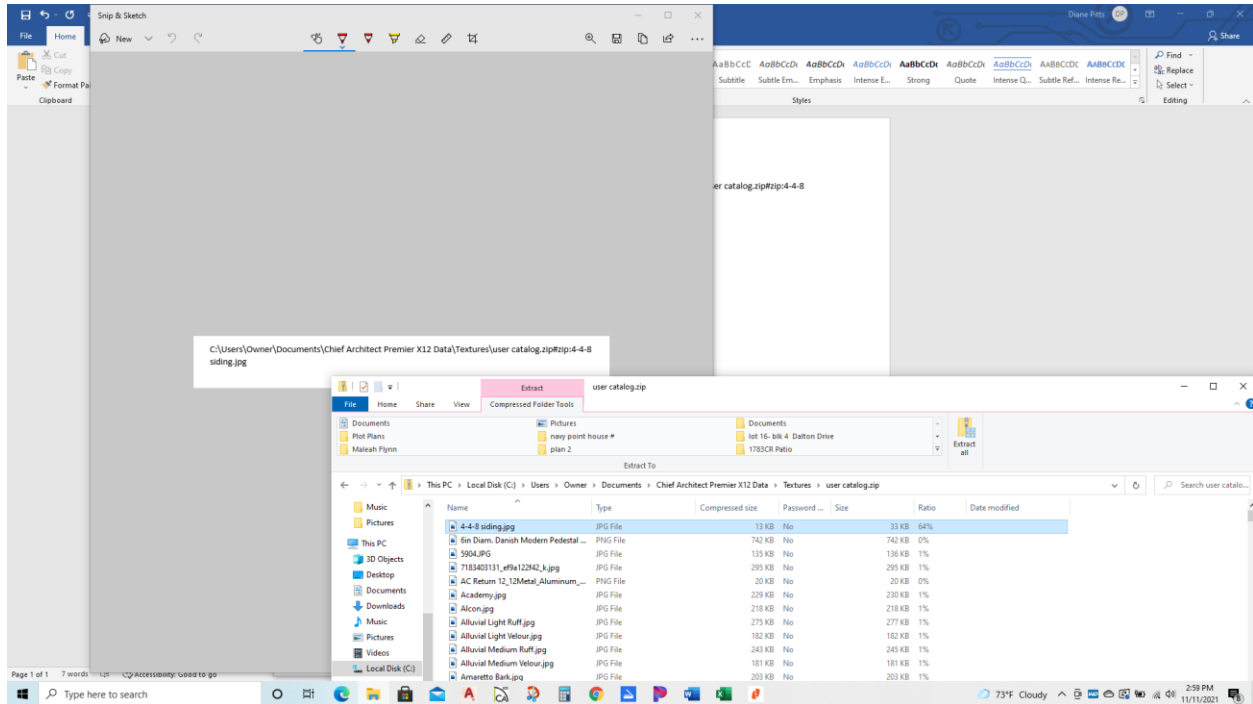 Snip & Sketch
New
Diane Pitts DP
File Home
Share
Cut
Copy
Paste
Format Pa
Clipboard
Subtitle Subtle Em... Emphasis Intense E... Strong Quote Intense Q... Subtle Ref... Intense Re...
Styles
Find
Replace
Select
Editing
er catalog.zip#zip:4-4-8
C:\Users\Owner\Documents\Chief Architect Premier X12 Data\Textures\user catalog.zip#zip:4-4-8
siding.jpg
Extract user catalog.zip
File Home Share View Compressed Folder Tools
Documents Pictures Documents
Plot Plans navy point house # lot 16- blk 4 Dalton Drive
Maleah Flynn plan 2 1783CR Patio
Extract all
Extract To
This PC > Local Disk (C:) > Users > Owner > Documents > Chief Architect Premier X12 Data > Textures > user catalog.zip
Search user catalo...
Music
Pictures
This PC
3D Objects
Desktop
Documents
Downloads
Music
Pictures
Videos
Local Disk (C:)
Name Type Compressed size Password ... Size Ratio Date modified
4-4-8 siding.jpg JPG File 13 KB No 33 KB 64%
6in Diam. Danish Modern Pedestal ... PNG File 742 KB No 742 KB 0%
5904.JPG JPG File 135 KB No 136 KB 1%
7183403131_ef9a122f42_k.jpg JPG File 295 KB No 295 KB 1%
AC Return 12_12Metal_Aluminum_... PNG File 20 KB No 20 KB 0%
Academy.jpg JPG File 229 KB No 230 KB 1%
Alcon.jpg JPG File 218 KB No 218 KB 1%
Alluvial Light Ruff.jpg JPG File 275 KB No 277 KB 1%
Alluvial Light Velour.jpg JPG File 182 KB No 182 KB 1%
Alluvial Medium Ruff.jpg JPG File 243 KB No 245 KB 1%
Alluvial Medium Velour.jpg JPG File 181 KB No 181 KB 1%
Amaretto Bark.jpg JPG File 203 KB No 203 KB 1%
Page 1 of 1 7 words Accessibility: Good to go
Type here to search
73°F Cloudy
2:59 PM
11/11/2021